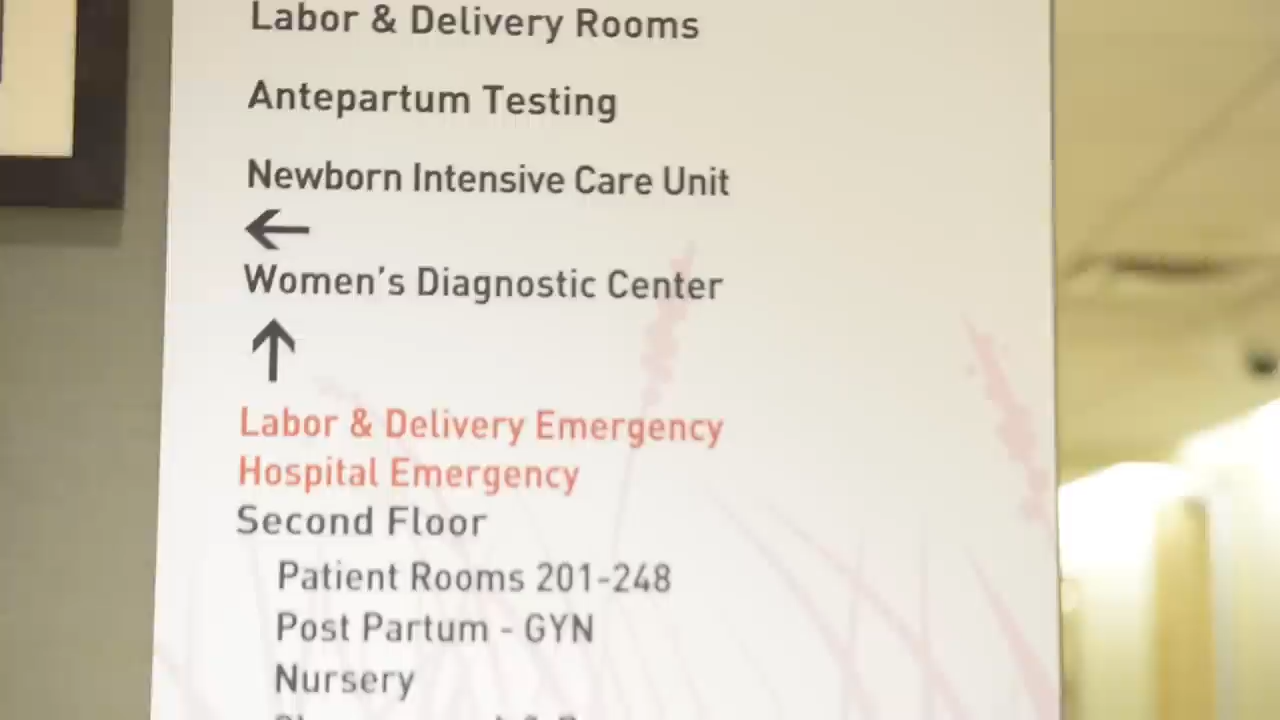 Labor & Delivery Rooms
Antepartum Testing
Newborn Intensive Care Unit
Women's Diagnostic Center
Labor & Delivery Emergency
Hospital Emergency
Second Floor
Patient Rooms 201-248
Post Partum - GYN
Nursery